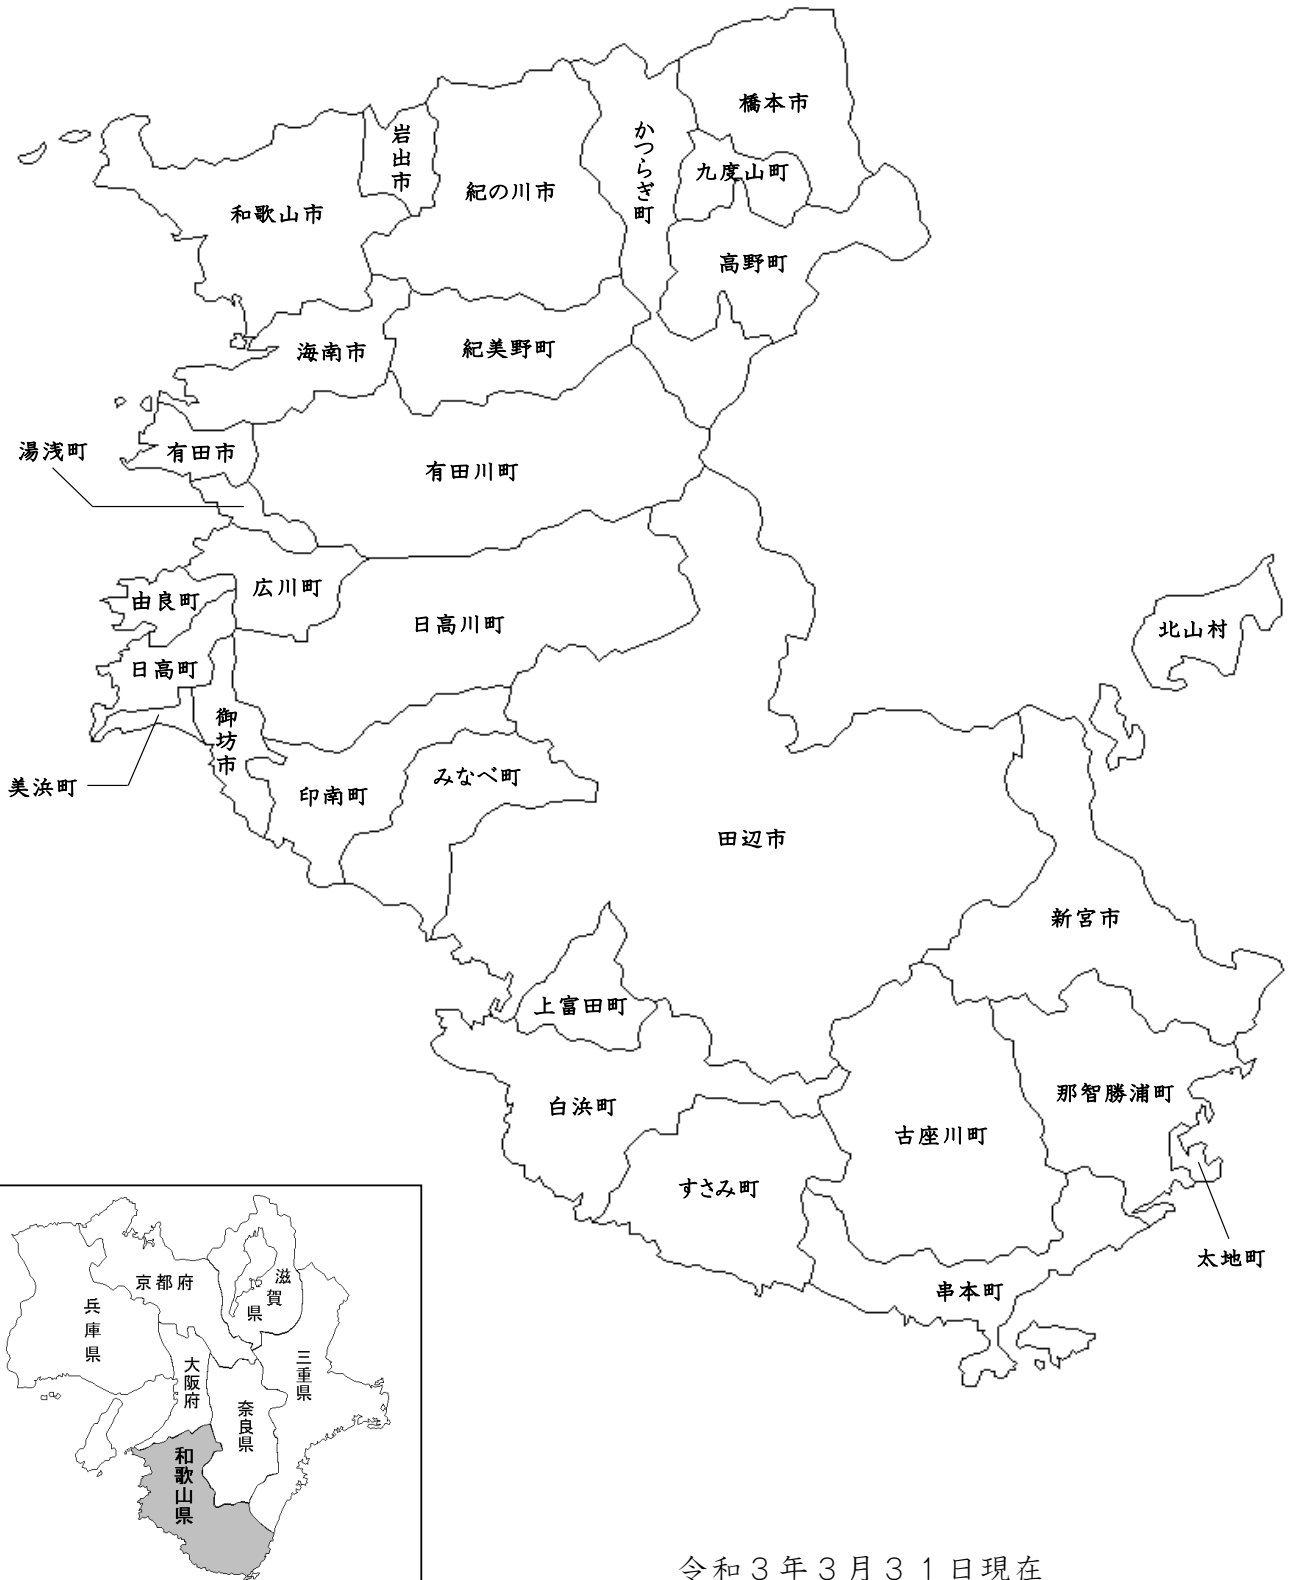 橋本市
岩出市
かつらぎ町
九度山町
紀の川市
和歌山市
高野町
海南市
紀美野町
湯浅町
有田市
有田川町
広川町
由良町
日高川町
北山村
日高町
御坊市
美浜町
みなべ町
印南町
田辺市
新宮市
上富田町
那智勝浦町
白浜町
古座川町
すさみ町
太地町
串本町
京都府
滋賀県
兵庫県
大阪府
三重県
奈良県
和歌山県
令和3年3月31日現在